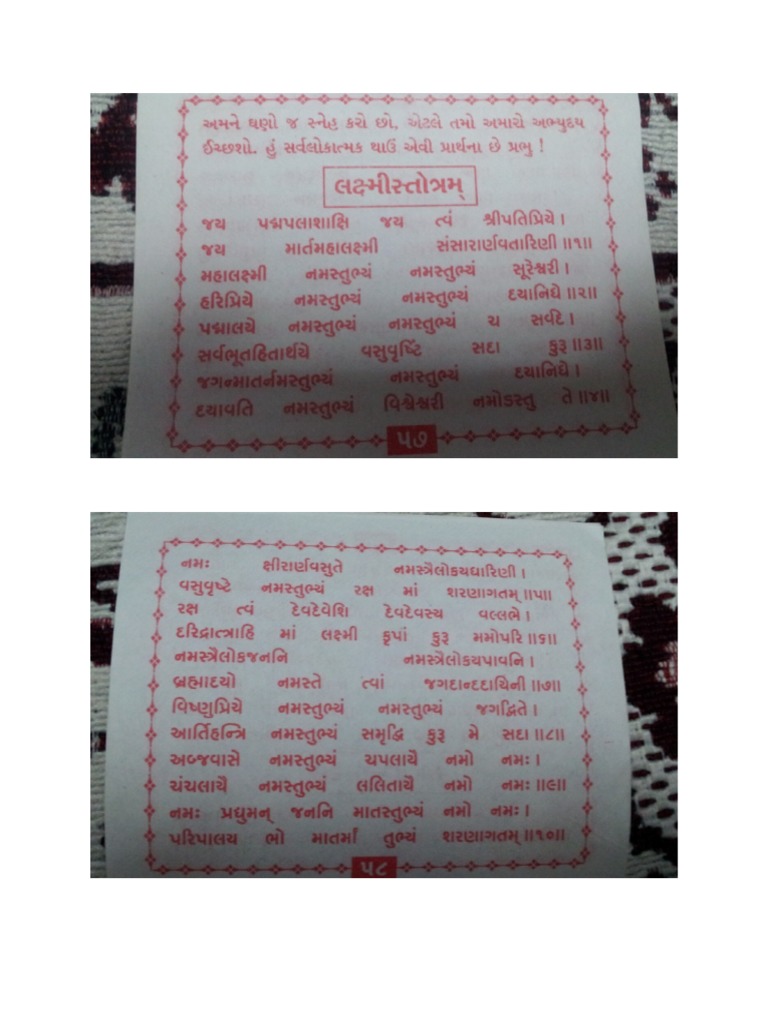 અમને ઘણો જ સ્નેહ કરો છો, એટલે તમો અમારો અભ્યુદય
ઈચ્છશો. હું સર્વલોકાત્મક થાઉં એવી પ્રાર્થના છે પ્રભુ !
લક્ષ્મીસ્તોત્રમ્
જય પદ્મપલાશાક્ષિ જય ત્વં શ્રીપતિપ્રિયે ।
જય માર્તમહાલક્ષ્મી સંસારાર્ણવતારિણી ॥૧॥
મહાલક્ષ્મી નમસ્તુભ્યં નમસ્તુભ્યં સૂરેશ્વરી ।
હરિપ્રિયે નમસ્તુભ્યં નમસ્તુભ્યં દયાનિધે ॥૨॥
પદ્માલયે નમસ્તુભ્યં નમસ્તુભ્યં ચ સર્વદે ।
સર્વભૂતહિતાર્થયે વસુવૃષ્ટિં સદા કુરૂ ॥૩॥
જગન્માતર્નમસ્તુભ્યં નમસ્તુભ્યં દયાનિધે ।
દયાવતિ નમસ્તુભ્યં વિશ્વેશ્વરી નમોડસ્તુ તે ॥૪॥
૫૭
નમઃ ક્ષીરાર્ણવસુતે નમસ્ત્રૈલોકયધારિણી ।
વસુવૃષ્ટે નમસ્તુભ્યં રક્ષ માં શરણાગતમ્ ॥૫॥
રક્ષ ત્વં દેવદેવેશિ દેવદેવસ્ય વલ્લભે ।
દરિદ્રાત્ત્રાહિ માં લક્ષ્મી કૃપાં કુરૂ મમોપરિ ॥૬॥
નમસ્ત્રૈલોકજનનિ નમસ્ત્રૈલોકયપાવનિ ।
બ્રહ્માદયો નમસ્તે ત્વાં જગદાન્દદાયિની ॥૭॥
વિષ્ણુપ્રિયે નમસ્તુભ્યં નમસ્તુભ્યં જગદ્વિતે ।
આર્તિહન્ત્રિ નમસ્તુભ્યં સમૃદ્ધિ કુરૂ મે સદા ॥૮॥
અબ્જવાસે નમસ્તુભ્યં ચપલાયૈ નમો નમઃ ।
ચંચલાયૈ નમસ્તુભ્યં લલિતાયૈ નમો નમઃ ॥૯॥
નમઃ પ્રદ્યુમન્ જનનિ માતસ્તુભ્યં નમો નમઃ ।
પરિપાલય ભો માતર્માં તુભ્યં શરણાગતમ્ ॥૧૦॥
૫૮